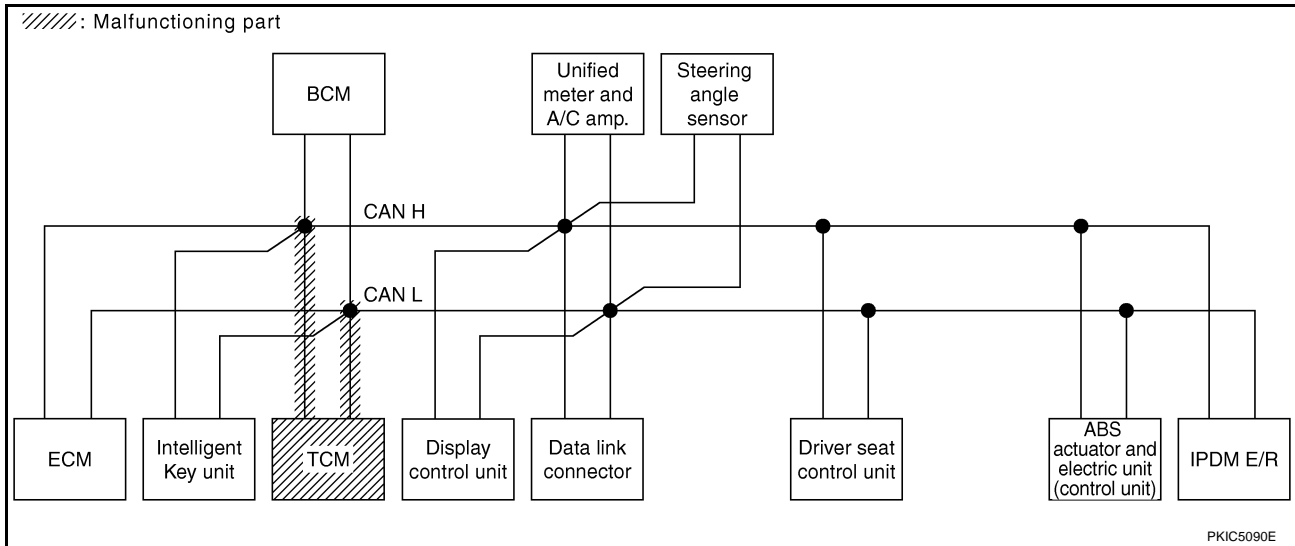 : Malfunctioning part
BCM
Unified
meter and
A/C amp.
Steering
angle
sensor
CAN H
CAN L
ECM
Intelligent
Key unit
TCM
Display
control unit
Data link
connector
Driver seat
control unit
ABS
actuator and
electric unit
(control unit)
IPDM E/R
PKIC5090E